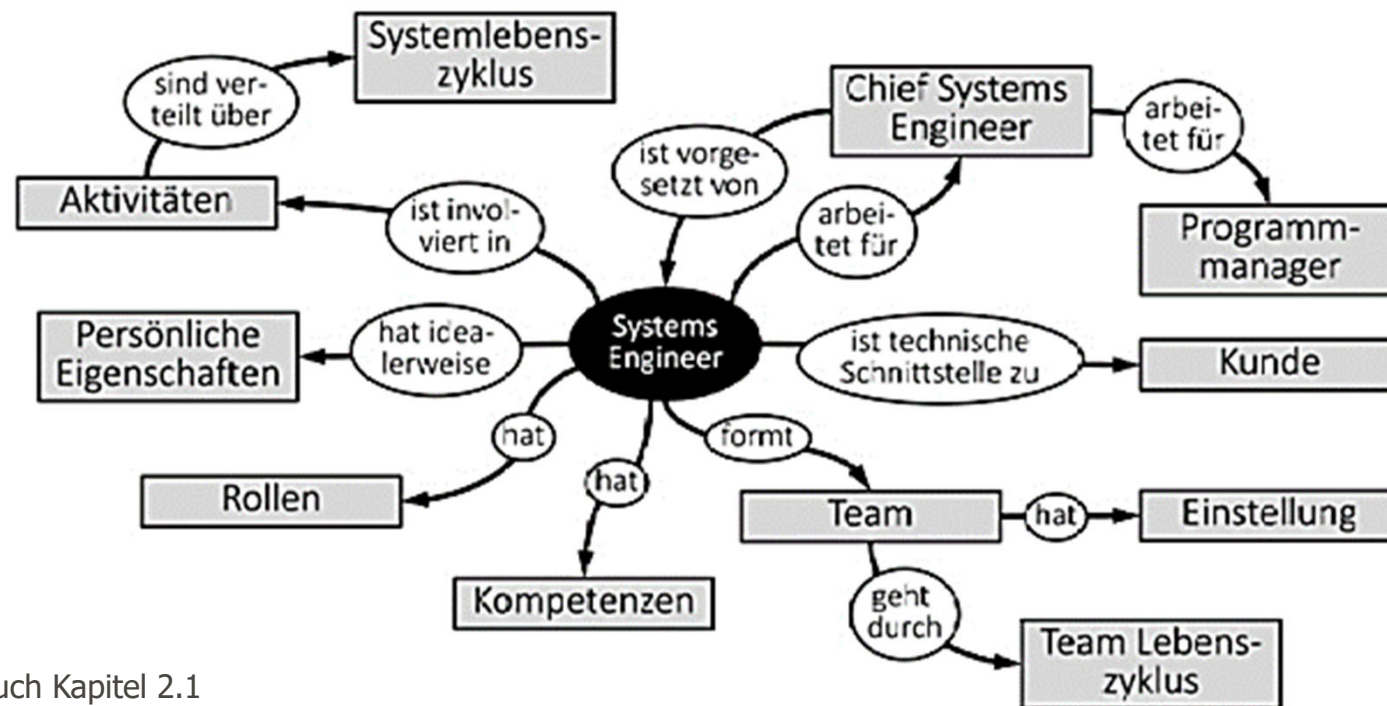 Systemlebens-
zyklus
sind ver-
teilt über
Chief Systems
Engineer
arbei-
tet für
ist vorge-
setzt von
Aktivitäten
ist invol-
viert in
arbei-
tet für
Programm-
manager
Persönliche
Eigenschaften
hat idea-
lerweise
Systems
Engineer
ist technische
Schnittstelle zu
Kunde
hat
formt
Rollen
hat
Team
hat
Einstellung
Kompetenzen
geht
durch
Team Lebens-
zyklus
Kapitel 2.1